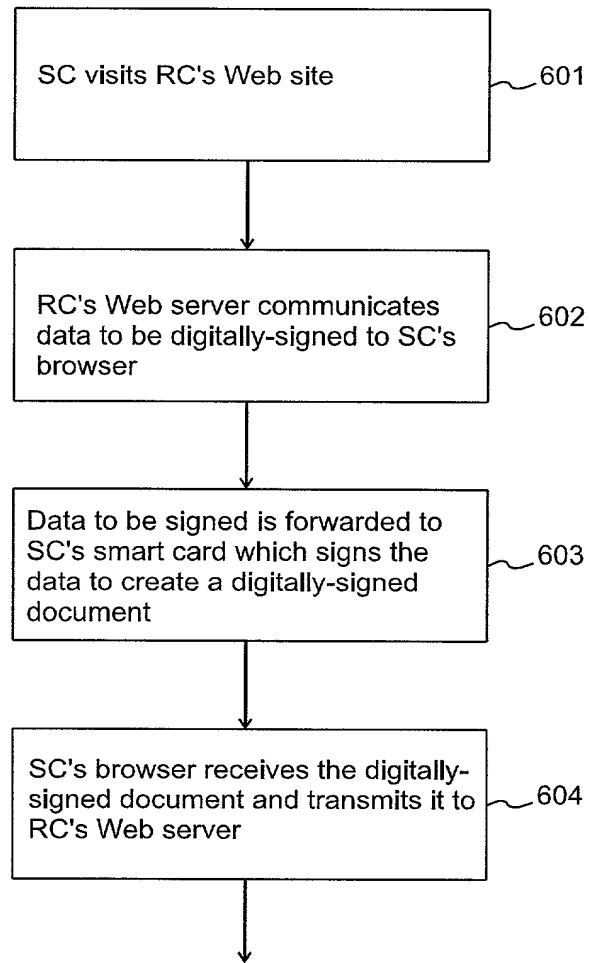 SC visits RC's Web site
601
RC's Web server communicates
data to be digitally-signed to SC's
browser
602
Data to be signed is forwarded to
SC's smart card which signs the
data to create a digitally-signed
document
603
SC's browser receives the digitally-
signed document and transmits it to
RC's Web server
604